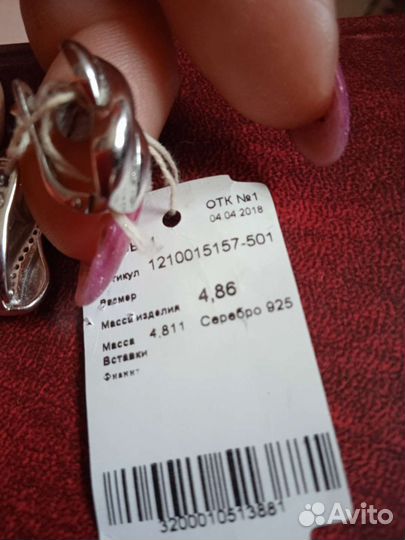 ОТК №1
04.04.2018
1210015157-501
Размер
Масса изделия 4,86
Масса 4,811 Серебро 925
Вставки
Фианит
3200010513881
Avito